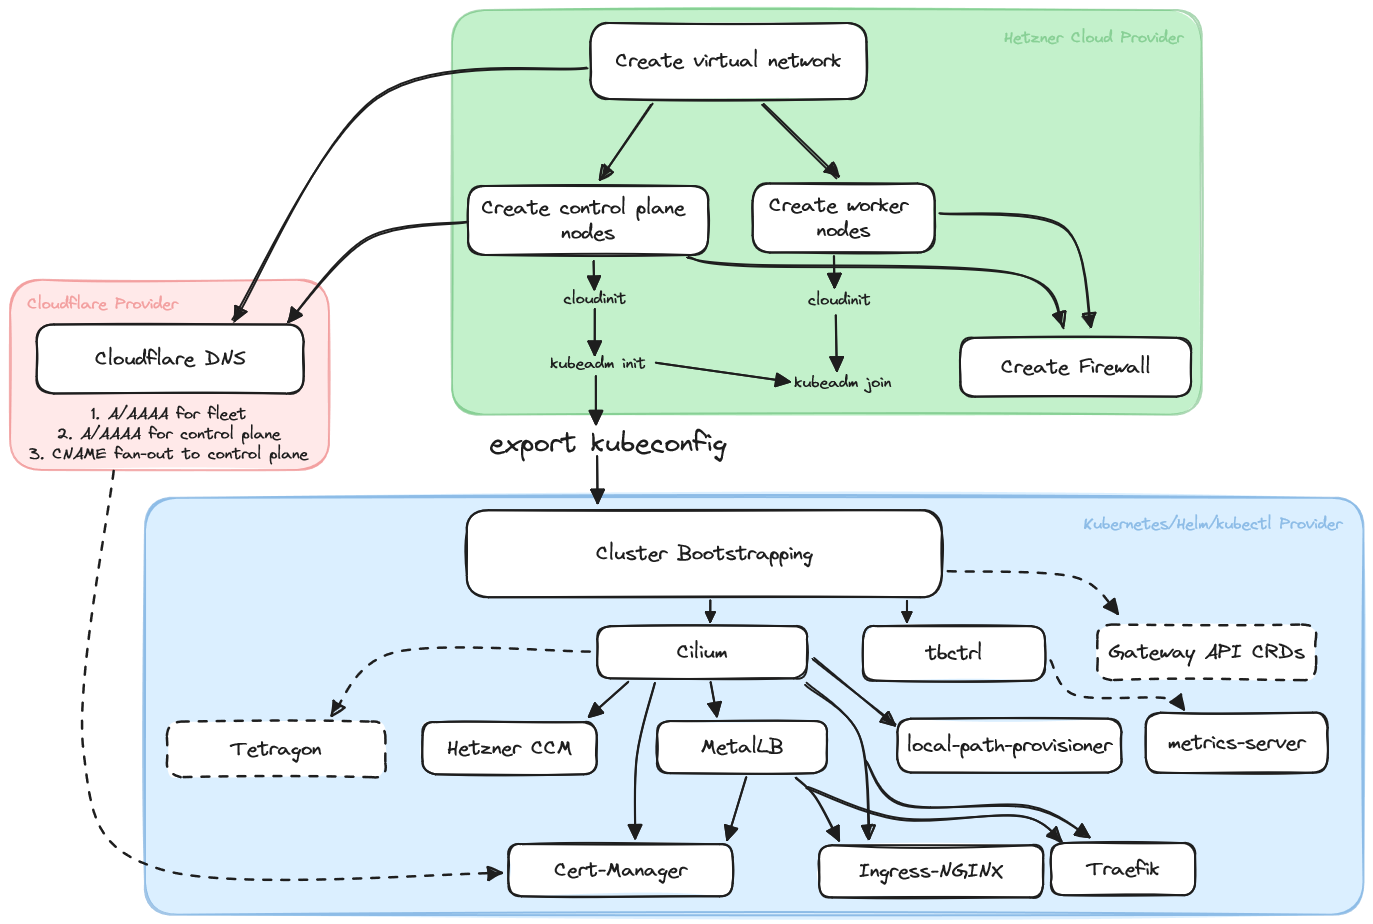 Hetzner Cloud Provider
Create virtual network
Create control plane
nodes
Create worker
nodes
cloudinit
cloudinit
kubeadm init
kubeadm join
Create Firewall
Cloudflare Provider
Cloudflare DNS
1. A/AAAA for fleet
2. A/AAAA for control plane
3. CNAME fan-out to control plane
export kubeconfig
Kubernetes/Helm/kubectl Provider
Cluster Bootstrapping
Cilium
tbctrl
Gateway API CRDs
Tetragon
Hetzner CCM
MetalLB
local-path-provisioner
metrics-server
Cert-Manager
Ingress-NGINX
Traefik